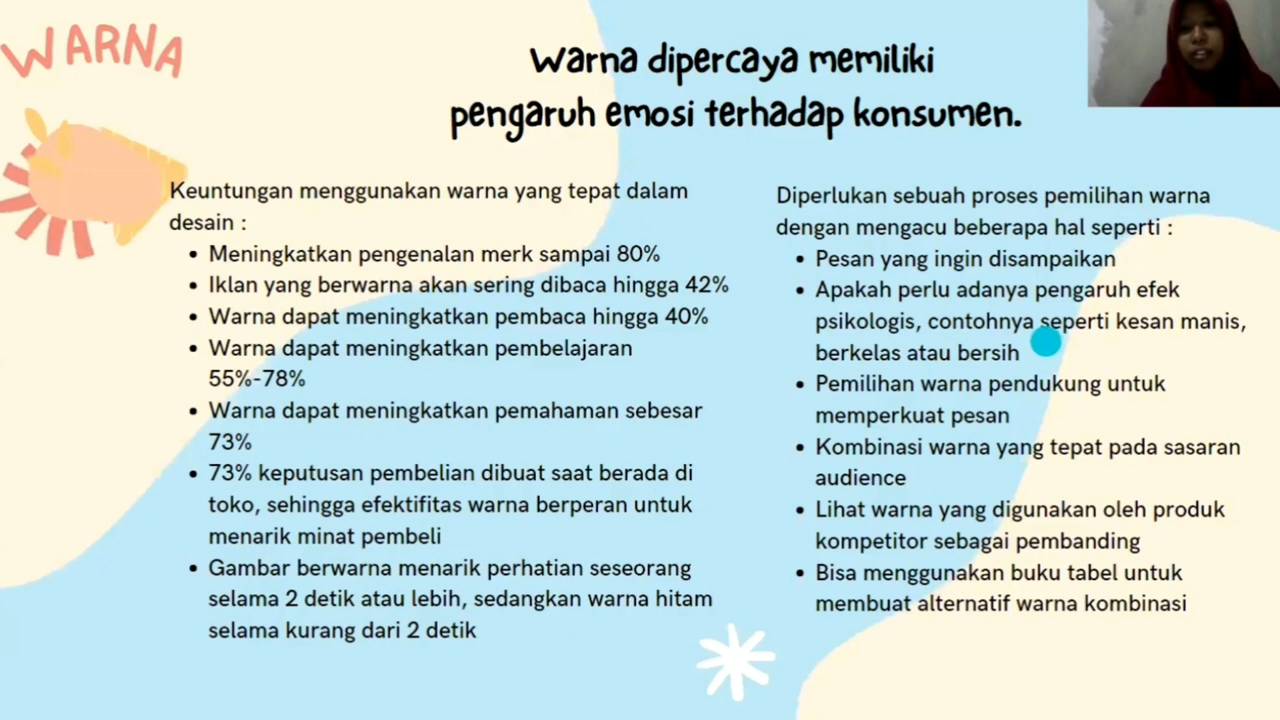 WARNA
Warna dipercaya memiliki
pengaruh emosi terhadap konsumen.
Keuntungan menggunakan warna yang tepat dalam
desain :
• Meningkatkan pengenalan merk sampai 80%
• Iklan yang berwarna akan sering dibaca hingga 42%
• Warna dapat meningkatkan pembaca hingga 40%
• Warna dapat meningkatkan pembelajaran
55%-78%
• Warna dapat meningkatkan pemahaman sebesar
73%
• 73% keputusan pembelian dibuat saat berada di
toko, sehingga efektifitas warna berperan untuk
menarik minat pembeli
• Gambar berwarna menarik perhatian seseorang
selama 2 detik atau lebih, sedangkan warna hitam
selama kurang dari 2 detik
Diperlukan sebuah proses pemilihan warna
dengan mengacu beberapa hal seperti :
• Pesan yang ingin disampaikan
• Apakah perlu adanya pengaruh efek
psikologis, contohnya seperti kesan manis,
berkelas atau bersih
• Pemilihan warna pendukung untuk
memperkuat pesan
• Kombinasi warna yang tepat pada sasaran
audience
• Lihat warna yang digunakan oleh produk
kompetitor sebagai pembanding
• Bisa menggunakan buku tabel untuk
membuat alternatif warna kombinasi